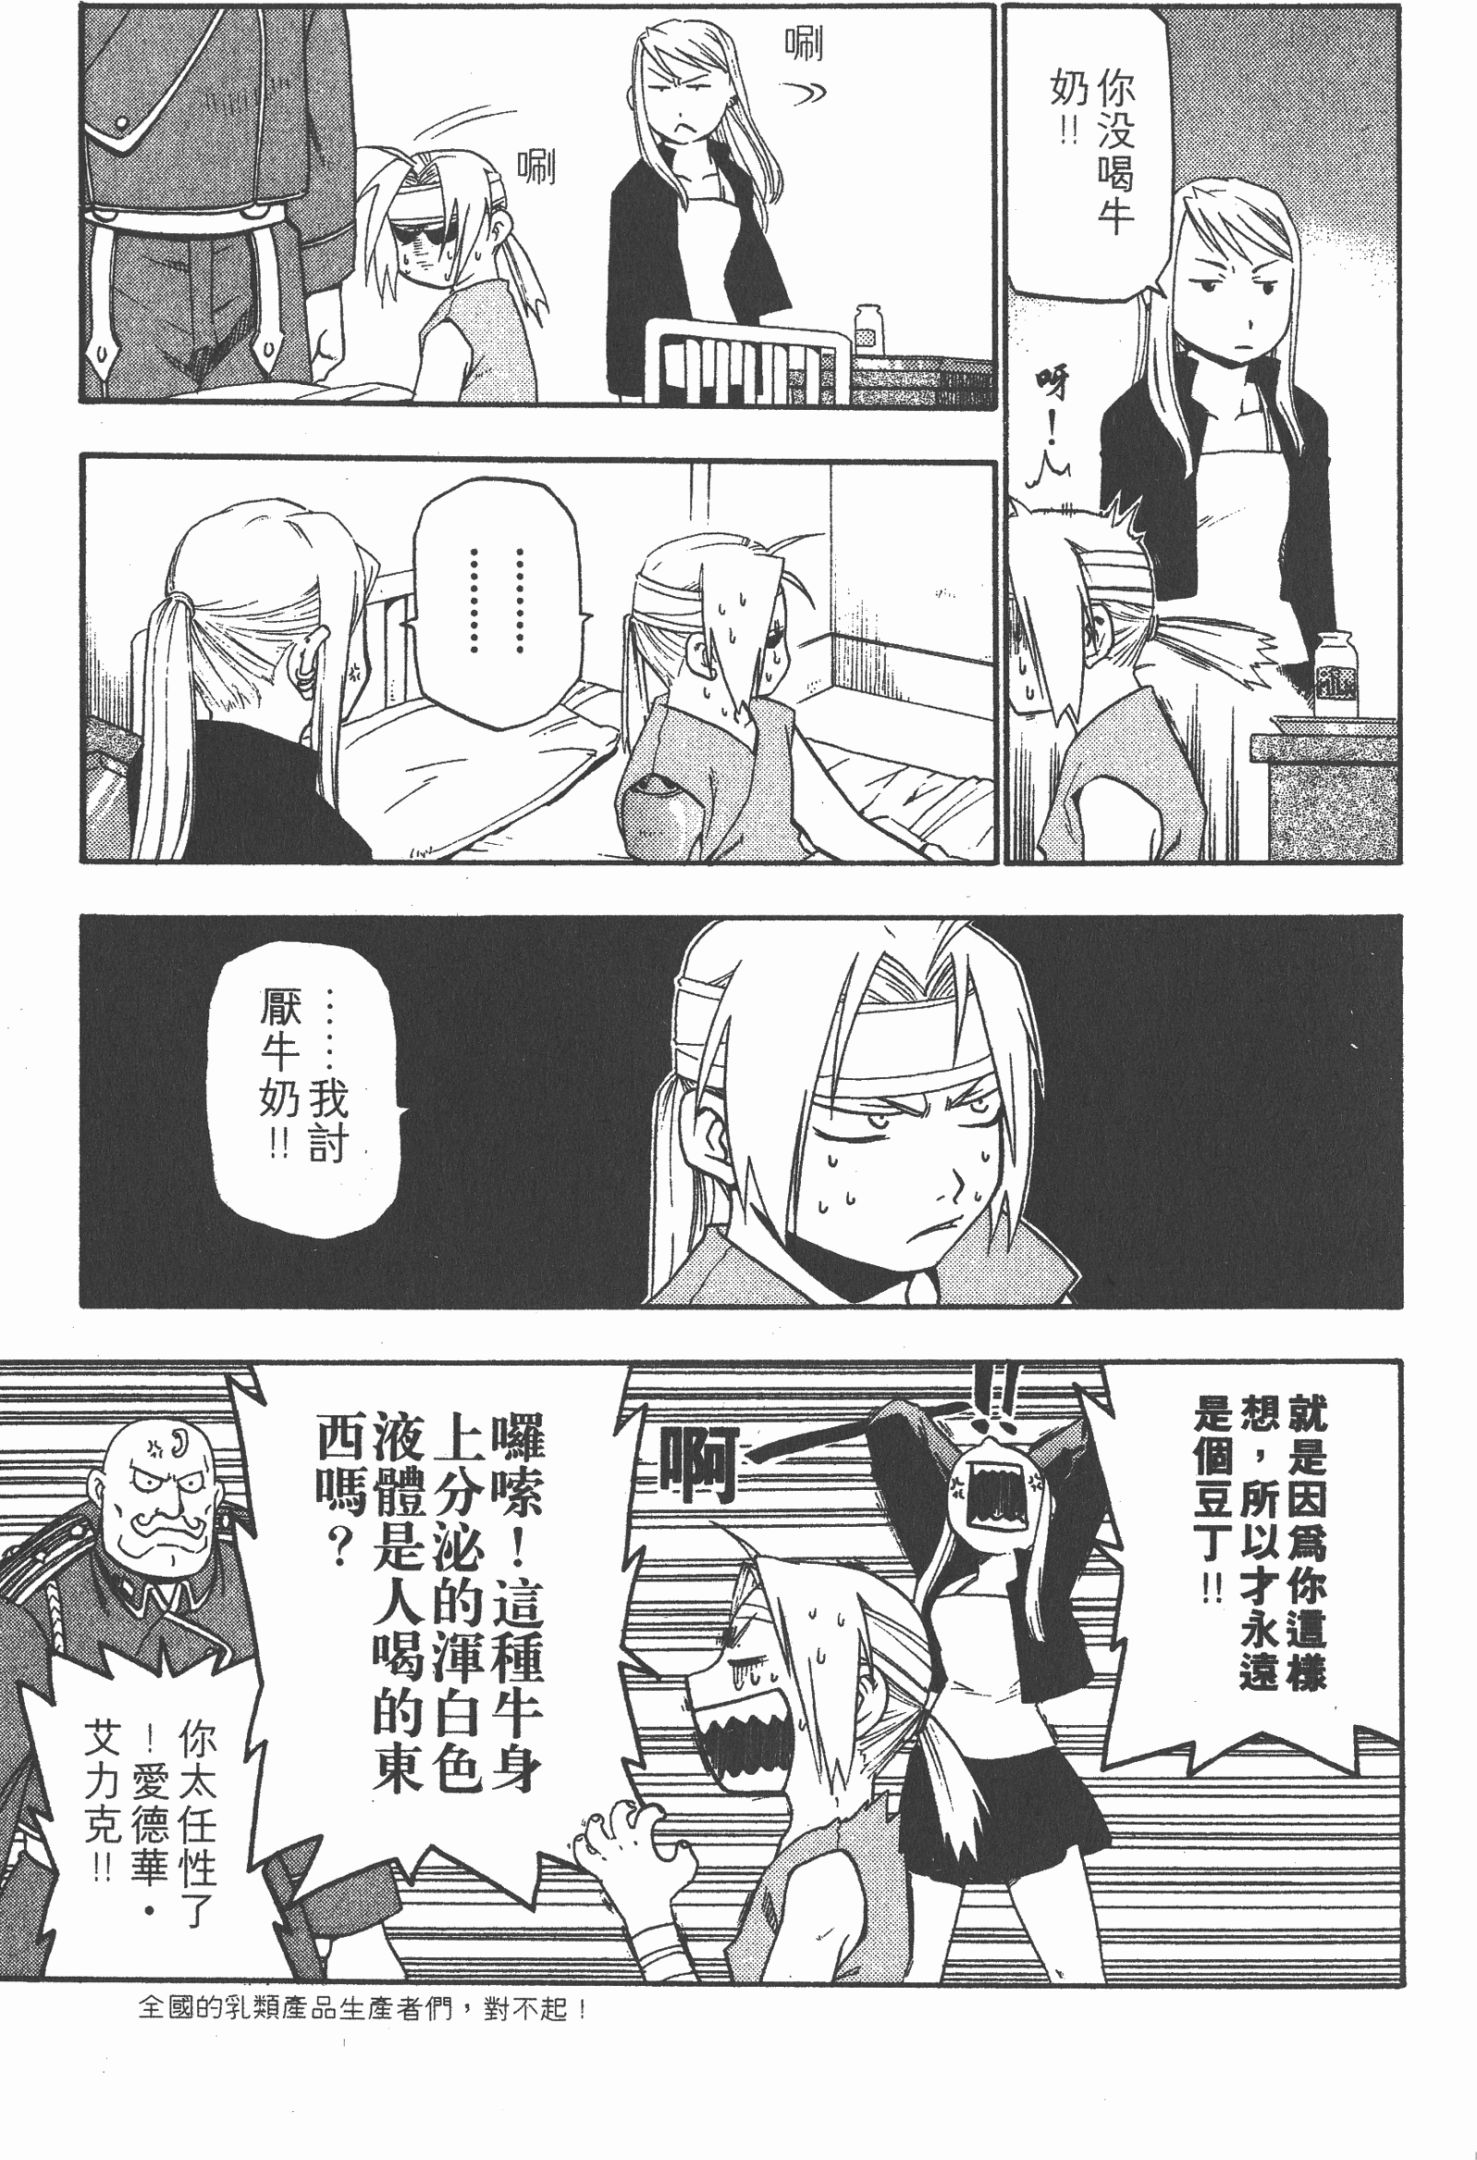 你没喝牛
奶!!
呀!
唰
唰
…………
…………
……我討
厭牛奶!!
就是因為你這樣
想，所以才永遠
是個豆丁!!
啊
囉嗦！這種牛身
上分泌的渾白色
液體是人喝的東
西嗎？
你太任性了
！愛德華・
艾力克!!
全國的乳類產品生產者們，對不起！